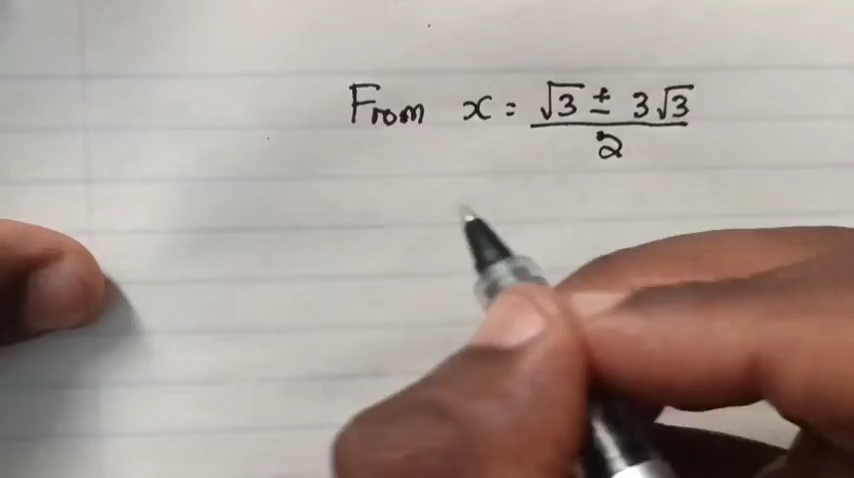 From x = (√3 ± 3√3)/2